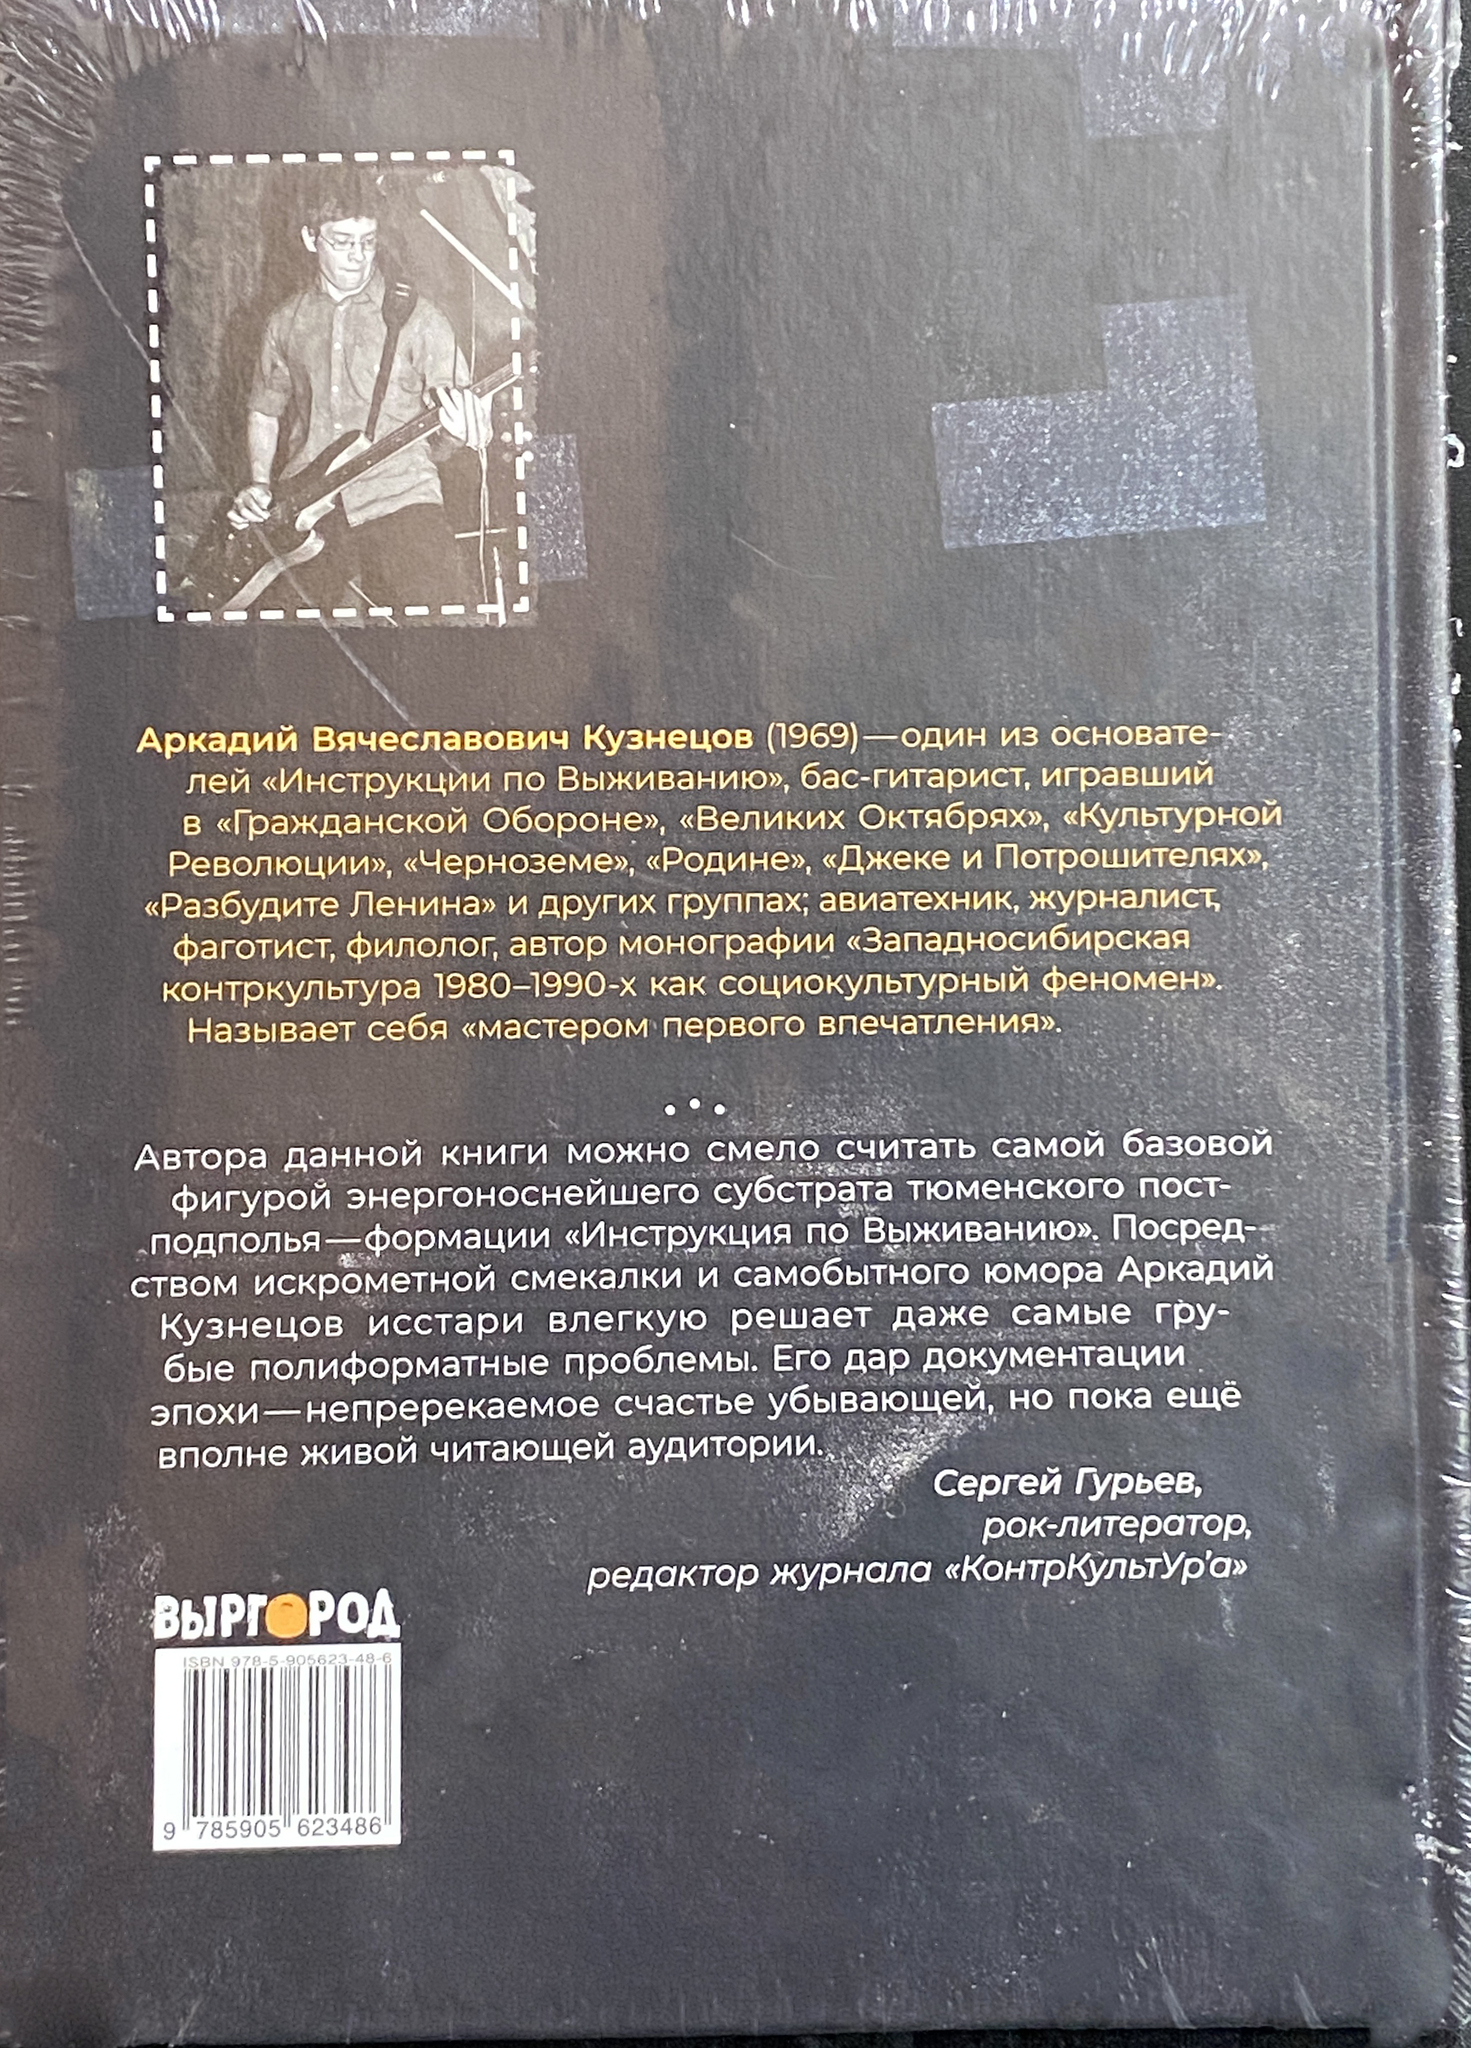 Аркадий Вячеславович Кузнецов (1969)—один из основате-
лей «Инструкции по Выживанию», бас-гитарист, игравший
в «Гражданской Обороне», «Великих Октябрях», «Культурной
Революции», «Черноземе», «Родине», «Джеке и Потрошителях»,
«Разбудите Ленина» и других группах; авиатехник, журналист,
фаготист, филолог, автор монографии «Западносибирская
контркультура 1980–1990-х как социокультурный феномен».
Называет себя «мастером первого впечатления».
• • •
Автора данной книги можно смело считать самой базовой
фигурой энергоноснейшего субстрата тюменского пост-
подполья—формации «Инструкция по Выживанию». Посред-
ством искрометной смекалки и самобытного юмора Аркадий
Кузнецов исстари влегкую решает даже самые гру-
бые полиформатные проблемы. Его дар документации
эпохи—непререкаемое счастье убывающей, но пока ещё
вполне живой читающей аудитории.
Сергей Гурьев,
рок-литератор,
редактор журнала «КонтрКультУр'а»
ВЫРГОРОД
ISBN 978-5-905623-48-6
9 785905 623486